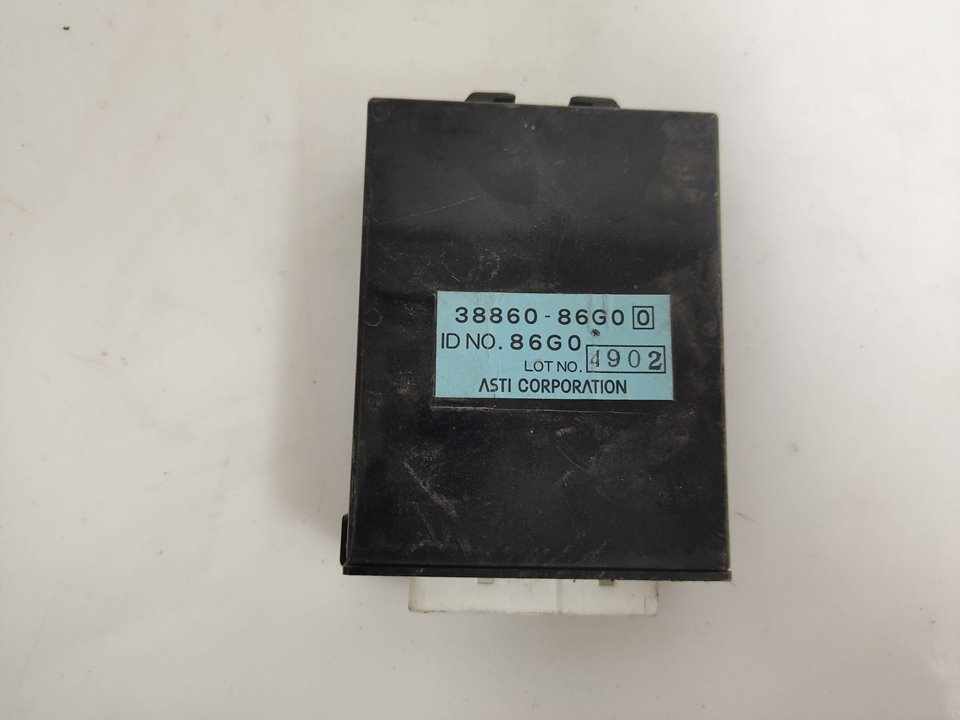 38860-86G0 0
ID NO. 86G0
LOT NO. 4902
ASTI CORPORATION